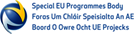 Special EU Programmes Body
Foras Um Chláir Speisialta An AE
Boord O Owre Ocht UE Projecks